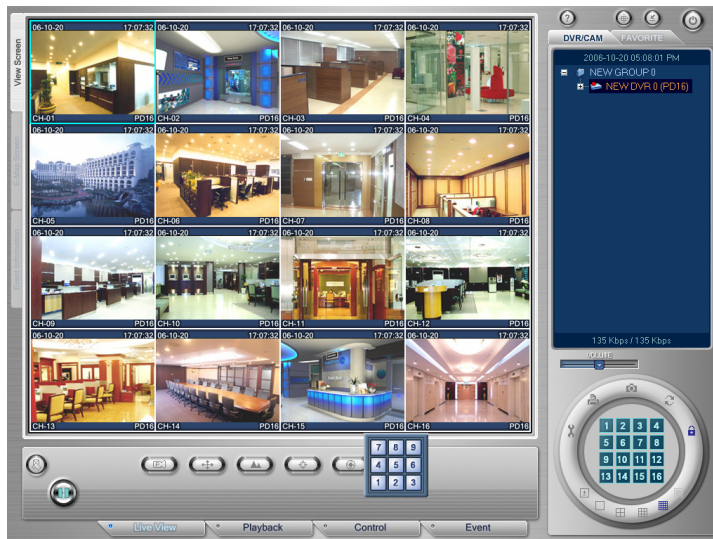 View Screen
06-10-20 17:07:32
CH-01 PD16
06-10-20 17:07:32
CH-02 PD16
06-10-20 17:07:32
CH-03 PD16
06-10-20 17:07:32
CH-04 PD16
06-10-20 17:07:32
CH-05 PD16
06-10-20 17:07:32
CH-06 PD16
06-10-20 17:07:32
CH-07 PD16
06-10-20 17:07:32
CH-08 PD16
06-10-20 17:07:32
CH-09 PD16
06-10-20 17:07:32
CH-10 PD16
06-10-20 17:07:32
CH-11 PD16
06-10-20 17:07:32
CH-12 PD16
06-10-20 17:07:32
CH-13 PD16
06-10-20 17:07:32
CH-14 PD16
06-10-20 17:07:32
CH-15 PD16
06-10-20 17:07:32
CH-16 PD16
?
DVR/CAM FAVORITE
2006-10-20 05:08:01 PM
NEW GROUP 0
NEW DVR 0 (PD16)
135 Kbps / 135 Kbps
VOLUME
1 2 3 4
5 6 7 8
9 10 11 12
13 14 15 16
7 8 9
4 5 6
1 2 3
Live View Playback Control Event